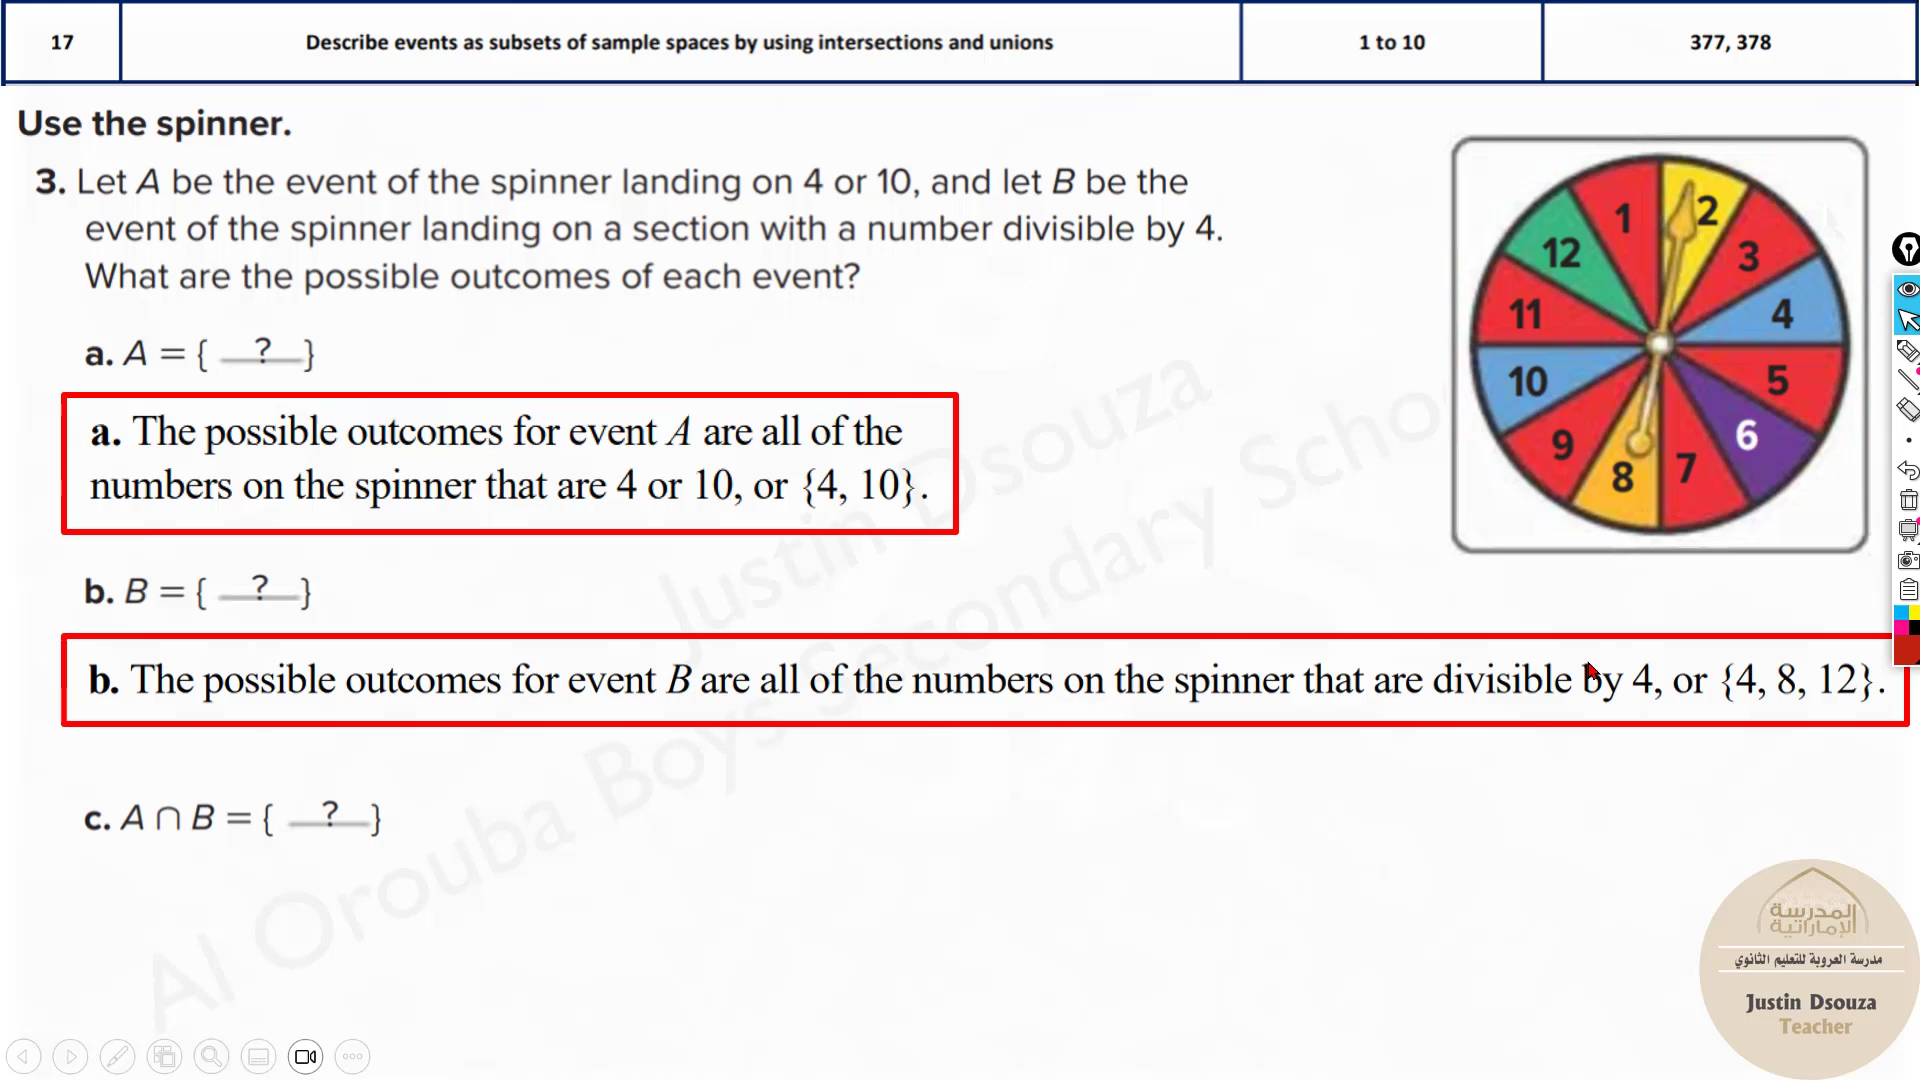 17
Describe events as subsets of sample spaces by using intersections and unions
1 to 10
377, 378
Use the spinner.
3. Let A be the event of the spinner landing on 4 or 10, and let B be the
event of the spinner landing on a section with a number divisible by 4.
What are the possible outcomes of each event?
1
2
3
4
5
6
7
8
9
10
11
12
a. A = { ? }
a. The possible outcomes for event A are all of the
numbers on the spinner that are 4 or 10, or {4, 10}.
b. B = { ? }
b. The possible outcomes for event B are all of the numbers on the spinner that are divisible by 4, or {4, 8, 12}.
c. A ∩ B = { ? }
Justin Dsouza
Al Orouba Boys Secondary Schoo
المدرسة
الإماراتية
مدرسة العروبة للتعليم الثانوي
Justin Dsouza
Teacher